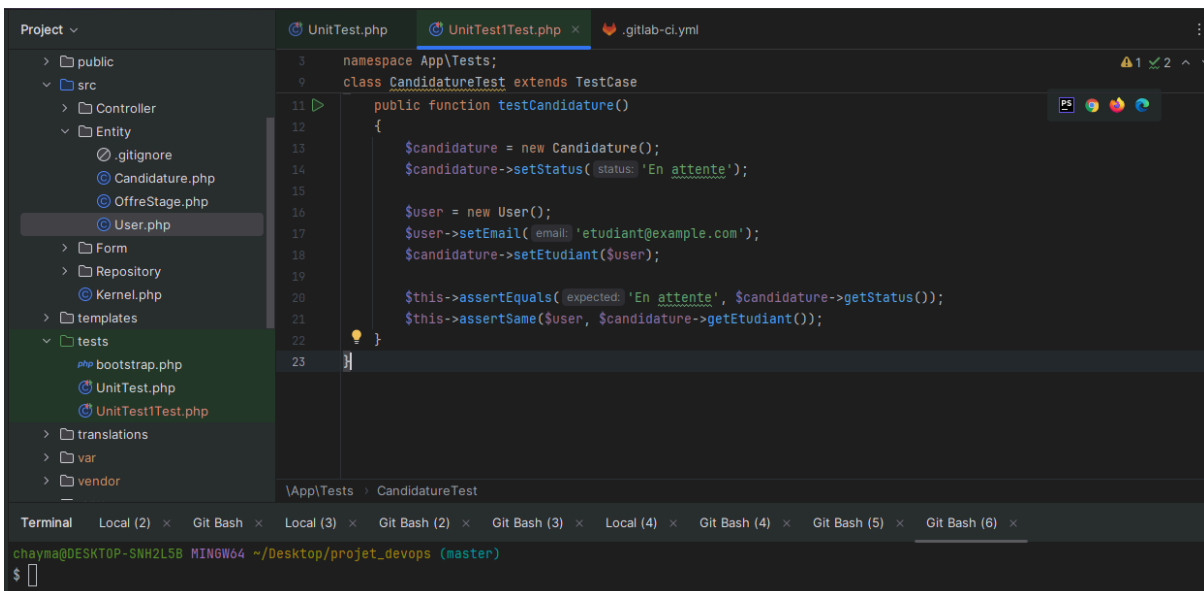 Project
UnitTest.php
UnitTest1Test.php
.gitlab-ci.yml
public
src
Controller
Entity
.gitignore
Candidature.php
OffreStage.php
User.php
Form
Repository
Kernel.php
templates
tests
php bootstrap.php
UnitTest.php
UnitTest1Test.php
translations
var
vendor
3 namespace App\Tests;
9 class CandidatureTest extends TestCase
11 public function testCandidature()
12 {
13 $candidature = new Candidature();
14 $candidature->setStatus( status: 'En attente');
15
16 $user = new User();
17 $user->setEmail( email: 'etudiant@example.com');
18 $candidature->setEtudiant($user);
19
20 $this->assertEquals( expected: 'En attente', $candidature->getStatus());
21 $this->assertSame($user, $candidature->getEtudiant());
22 }
23 }
1 2
PS
\App\Tests › CandidatureTest
Terminal Local (2) Git Bash Local (3) Git Bash (2) Git Bash (3) Local (4) Git Bash (4) Git Bash (5) Git Bash (6)
chayma@DESKTOP-SNH2L5B MINGW64 ~/Desktop/projet_devops (master)
$